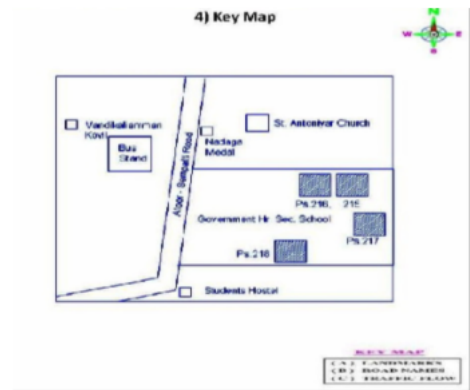 4) Key Map
N
W
E
S
Vandikaliamman
Kovil
Bus
Stand
Nadaga
Medai
St. Antoniyar Church
Ps.216, 215
Government Hr. Sec. School
Ps.217
Ps.218
Students Hostel
KEY MAP
( A ) LANDMARKS
( B ) ROAD NAMES
( C ) TRAFFIC FLOW